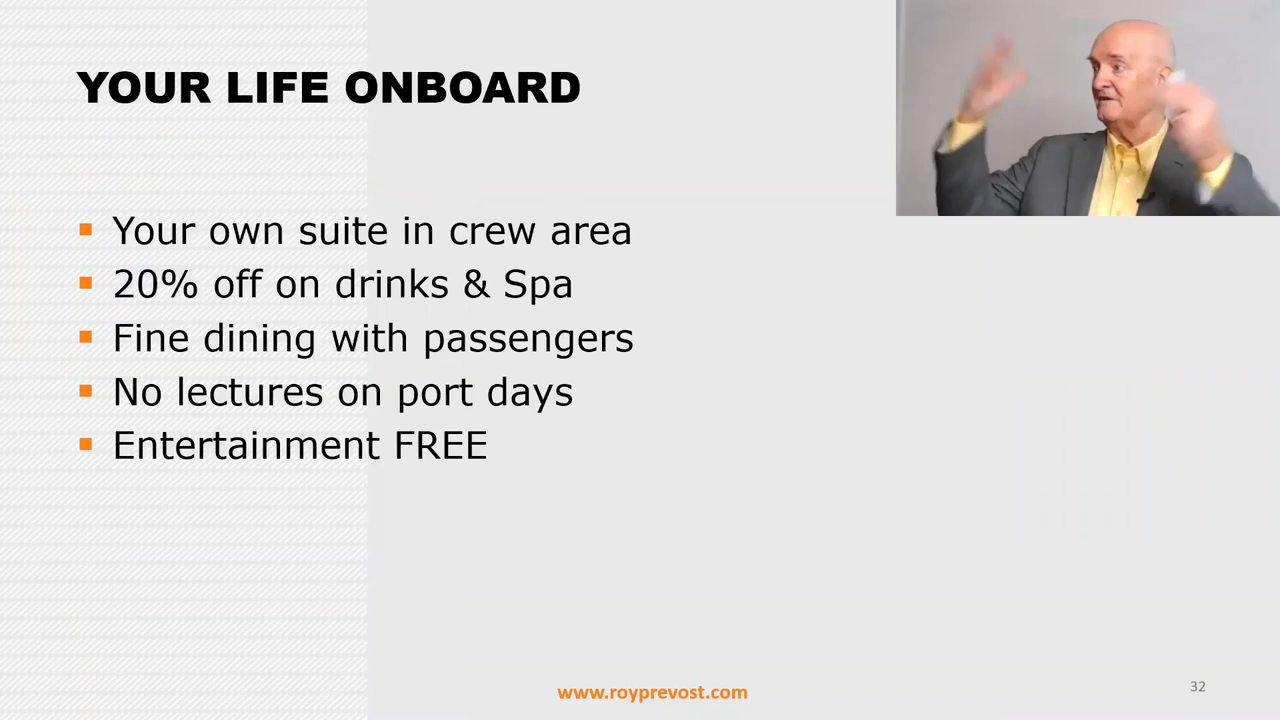 YOUR LIFE ONBOARD
Your own suite in crew area
20% off on drinks & Spa
Fine dining with passengers
No lectures on port days
Entertainment FREE
www.royprevost.com
32